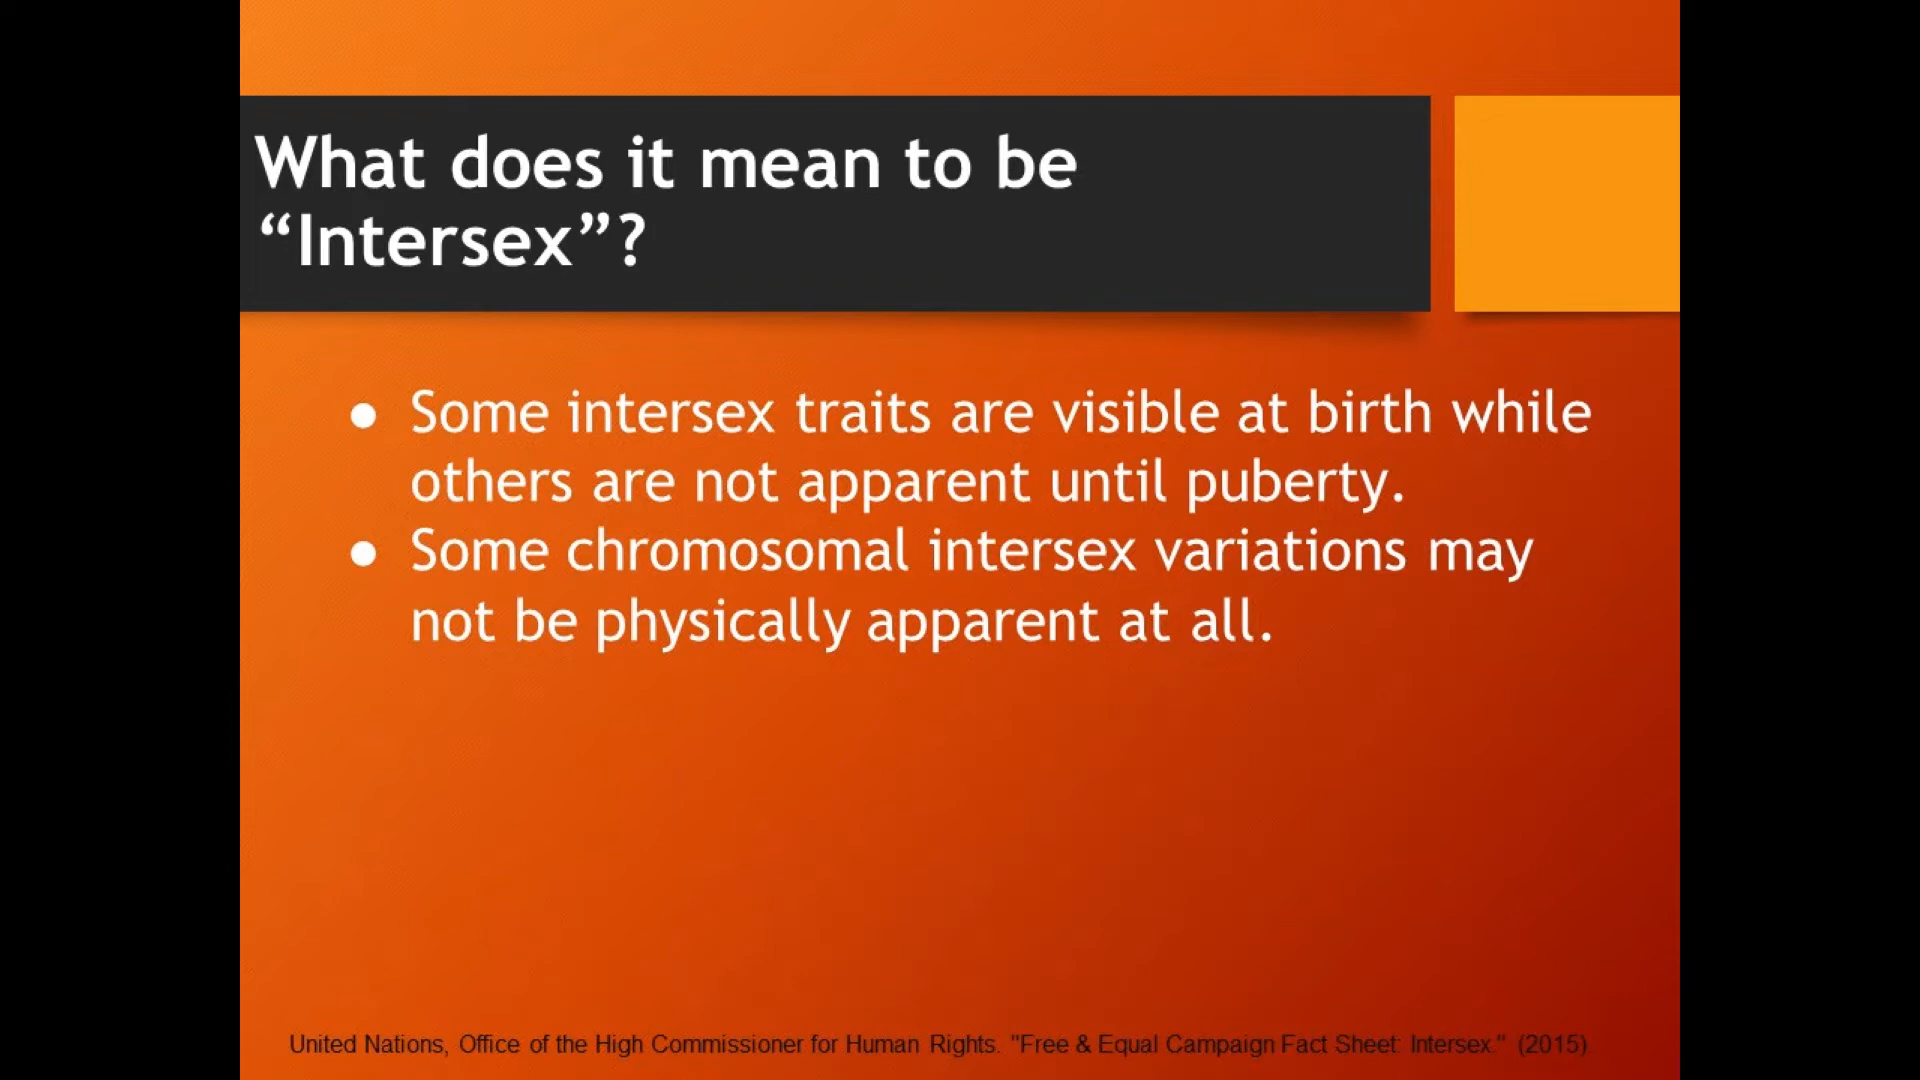 What does it mean to be
“Intersex”?
● Some intersex traits are visible at birth while
others are not apparent until puberty.
● Some chromosomal intersex variations may
not be physically apparent at all.
United Nations, Office of the High Commissioner for Human Rights. "Free & Equal Campaign Fact Sheet: Intersex." (2015).